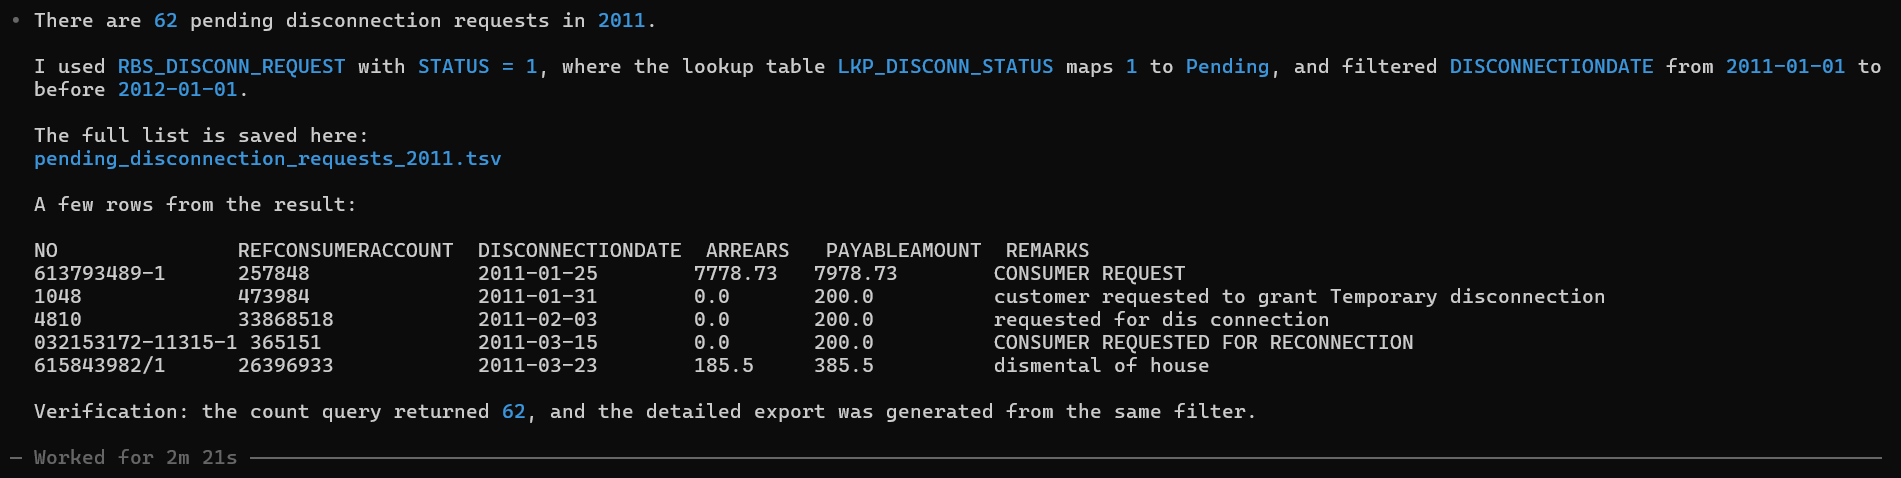 • There are 62 pending disconnection requests in 2011.
I used RBS_DISCONN_REQUEST with STATUS = 1, where the lookup table LKP_DISCONN_STATUS maps 1 to Pending, and filtered DISCONNECTIONDATE from 2011-01-01 to
before 2012-01-01.
The full list is saved here:
pending_disconnection_requests_2011.tsv
A few rows from the result:
NO               REFCONSUMERACCOUNT  DISCONNECTIONDATE  ARREARS   PAYABLEAMOUNT  REMARKS
613793489-1      257848              2011-01-25        7778.73   7978.73        CONSUMER REQUEST
1048             473984              2011-01-31        0.0       200.0          customer requested to grant Temporary disconnection
4810             33868518            2011-02-03        0.0       200.0          requested for dis connection
032153172-11315-1 365151             2011-03-15        0.0       200.0          CONSUMER REQUESTED FOR RECONNECTION
615843982/1      26396933            2011-03-23        185.5     385.5          dismental of house
Verification: the count query returned 62, and the detailed export was generated from the same filter.
— Worked for 2m 21s